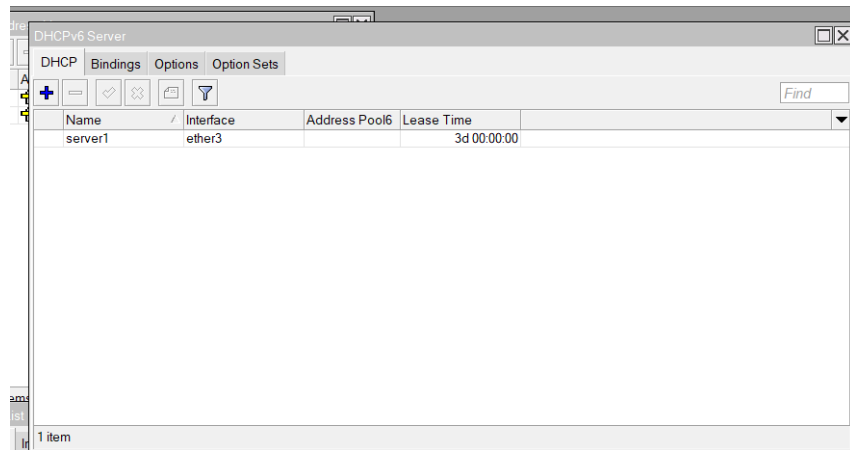 DHCPv6 Server
DHCP Bindings Options Option Sets
Find
Name Interface Address Pool6 Lease Time
server1 ether3 3d 00:00:00
1 item